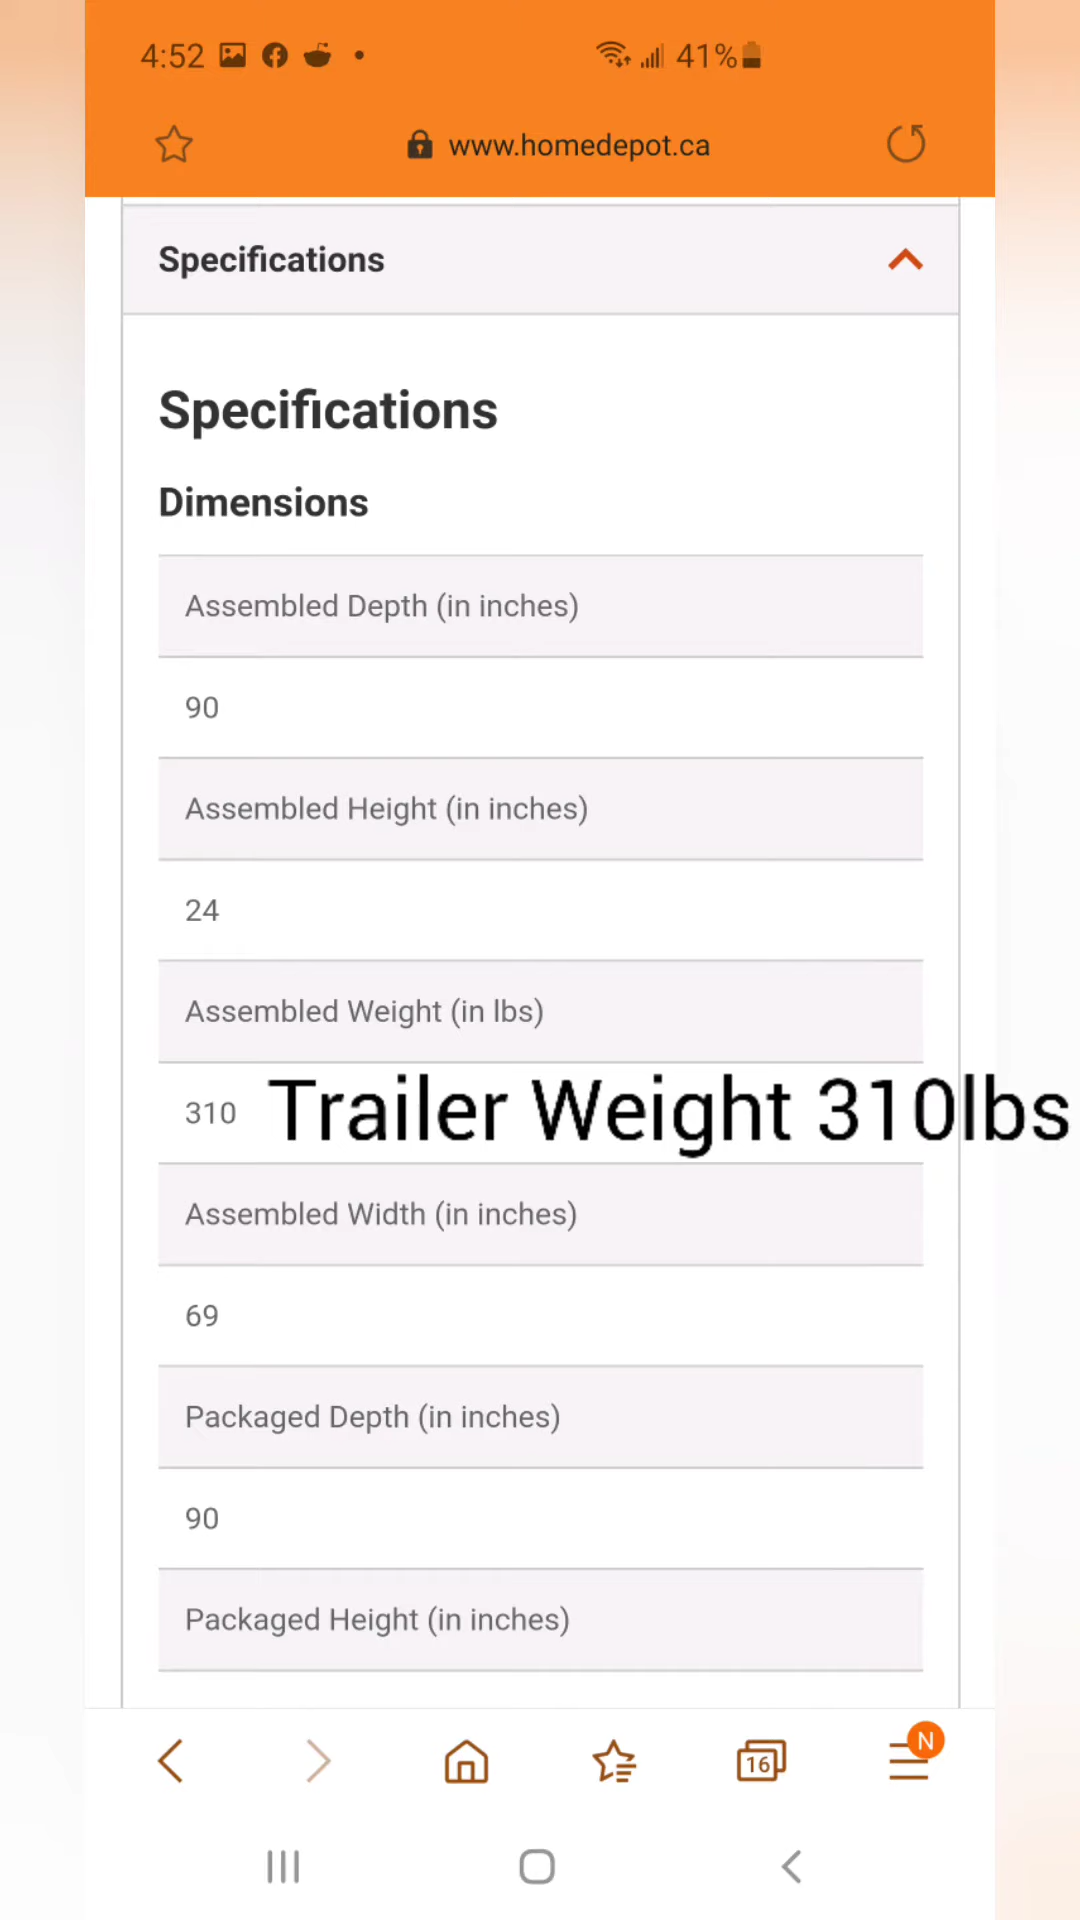 4:52
41%
www.homedepot.ca
Specifications
Specifications
Dimensions
Assembled Depth (in inches)
90
Assembled Height (in inches)
24
Assembled Weight (in lbs)
310
Trailer Weight 310lbs
Assembled Width (in inches)
69
Packaged Depth (in inches)
90
Packaged Height (in inches)
16
N